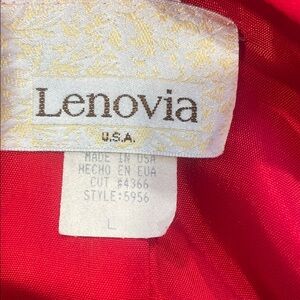 Lenovia
U.S.A.
MADE IN USA
HECHO EN EUA
CUT #4366
STYLE:5956
L